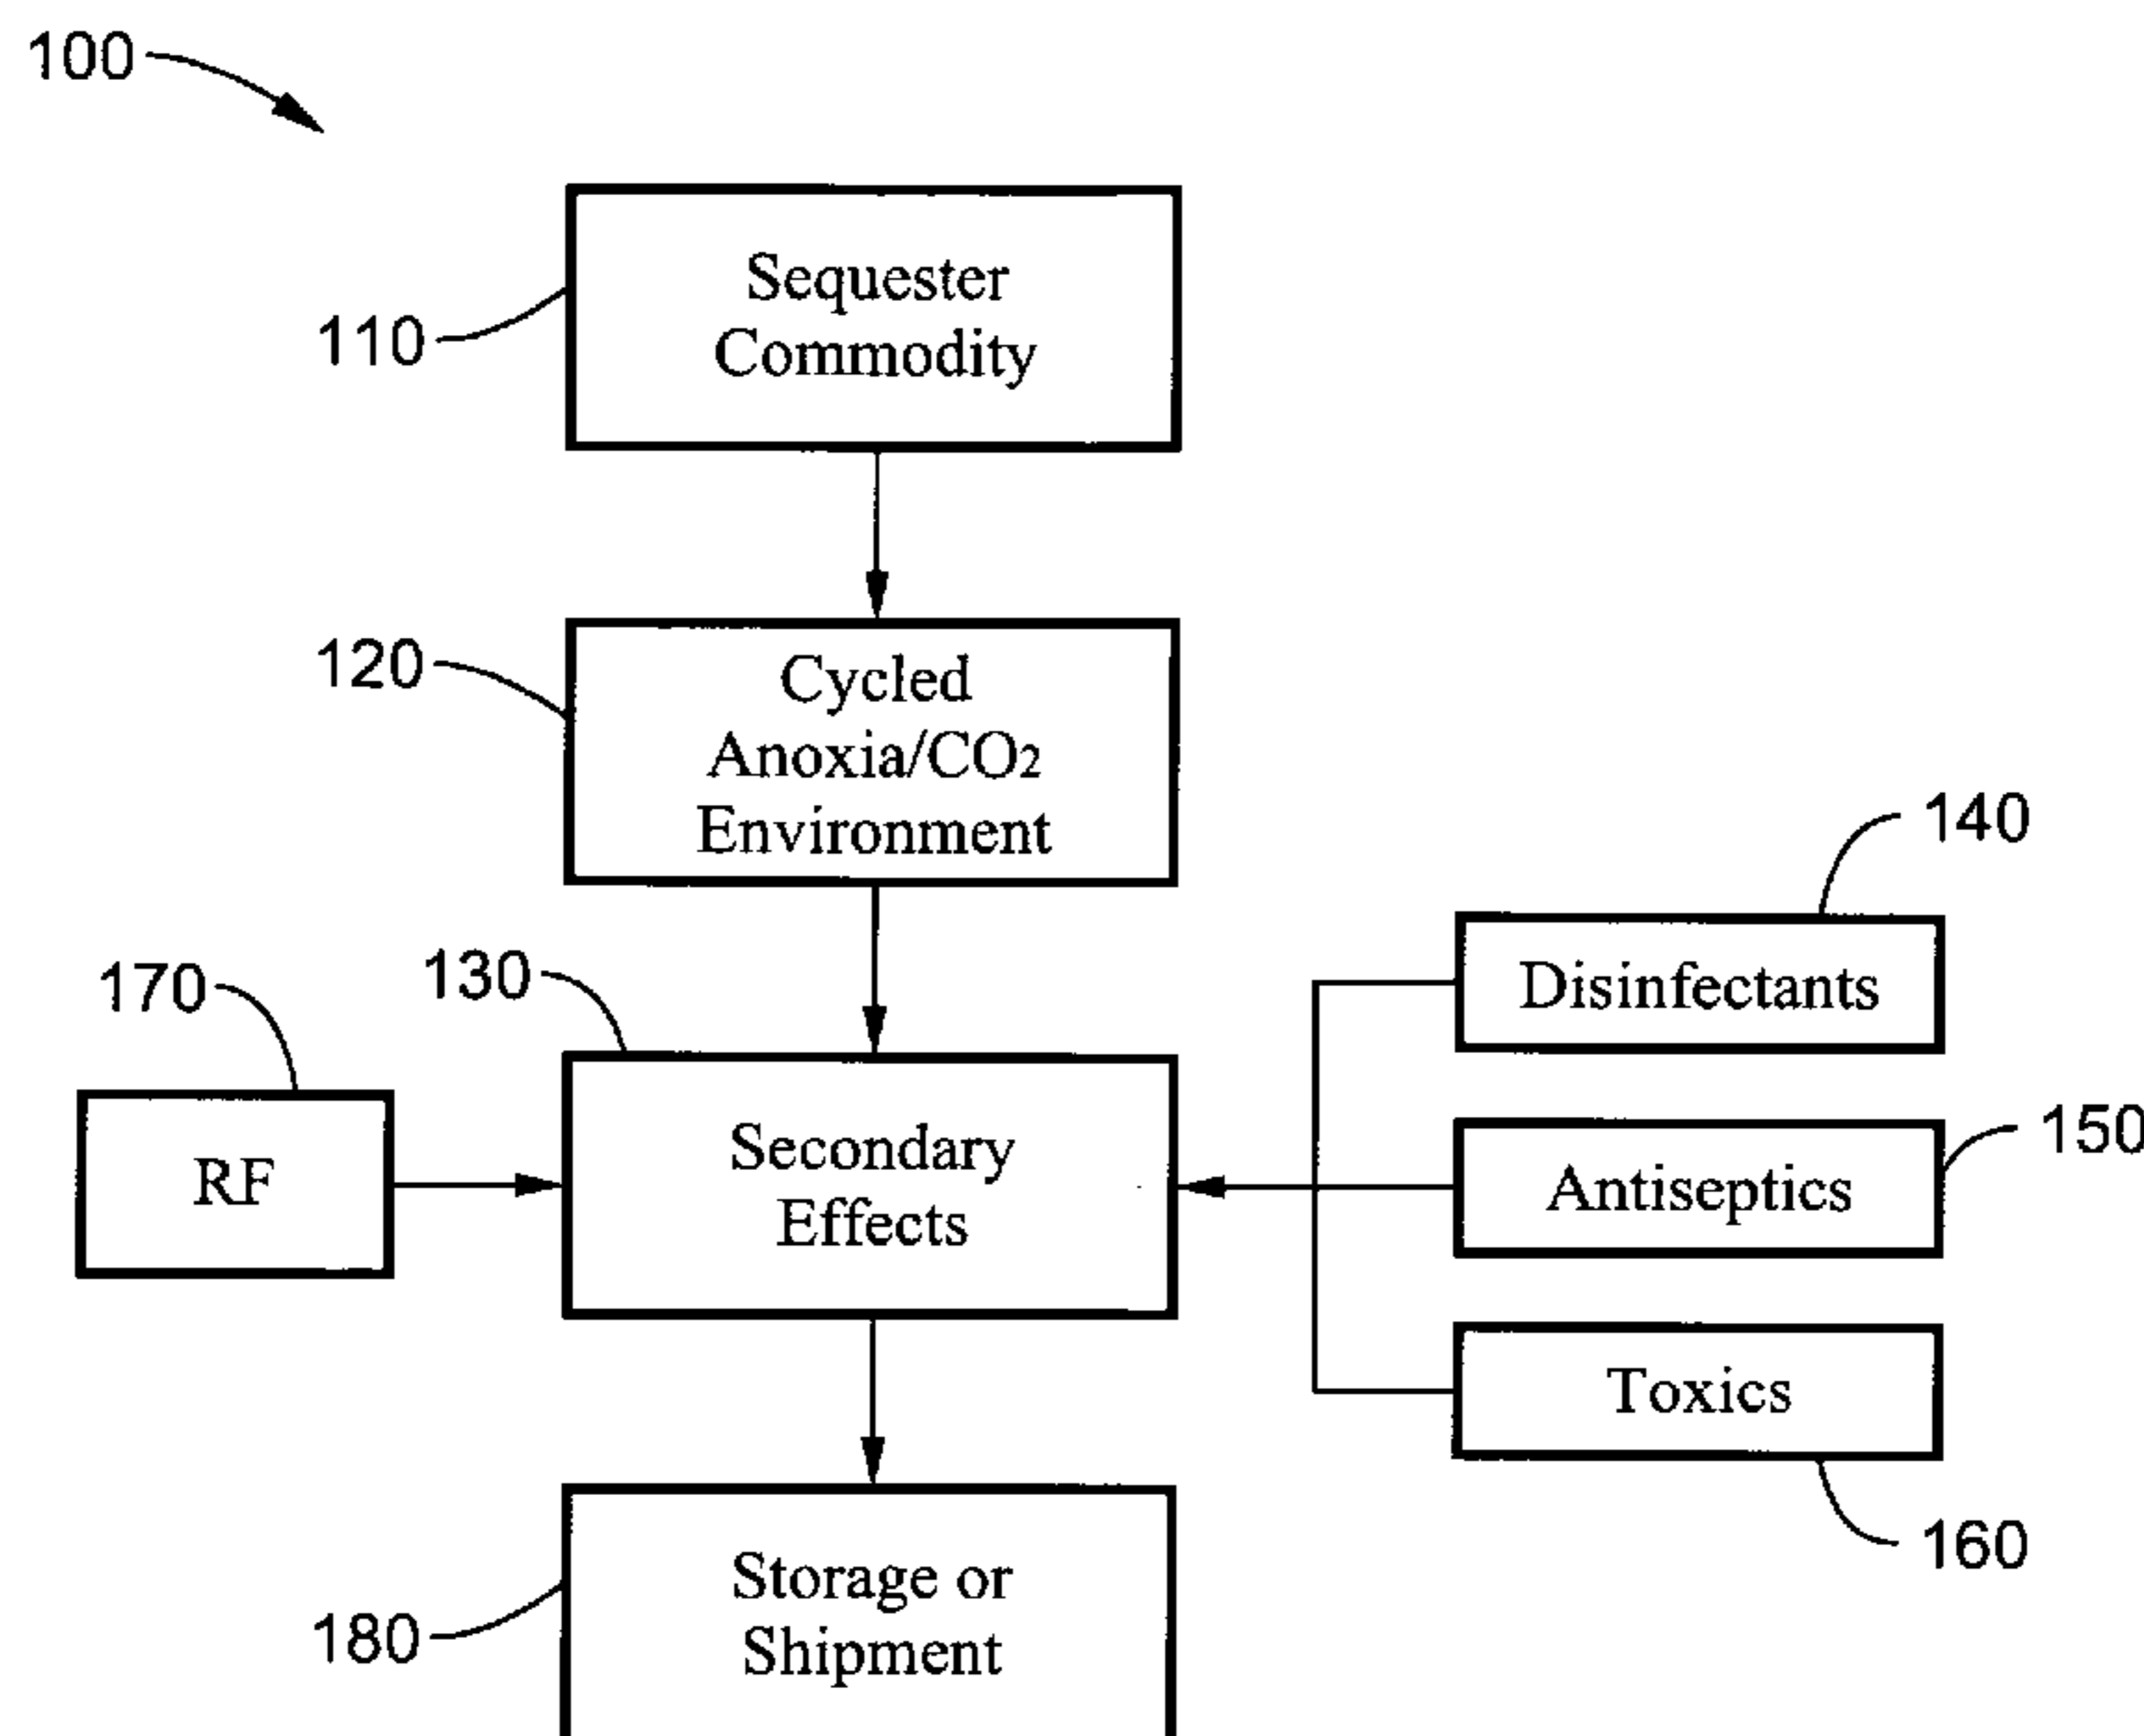 100
Sequester
Commodity
110
Cycled
Anoxia/CO2
Environment
120
140
Disinfectants
170
130
RF
Secondary
Effects
150
Antiseptics
Toxics
160
Storage or
Shipment
180